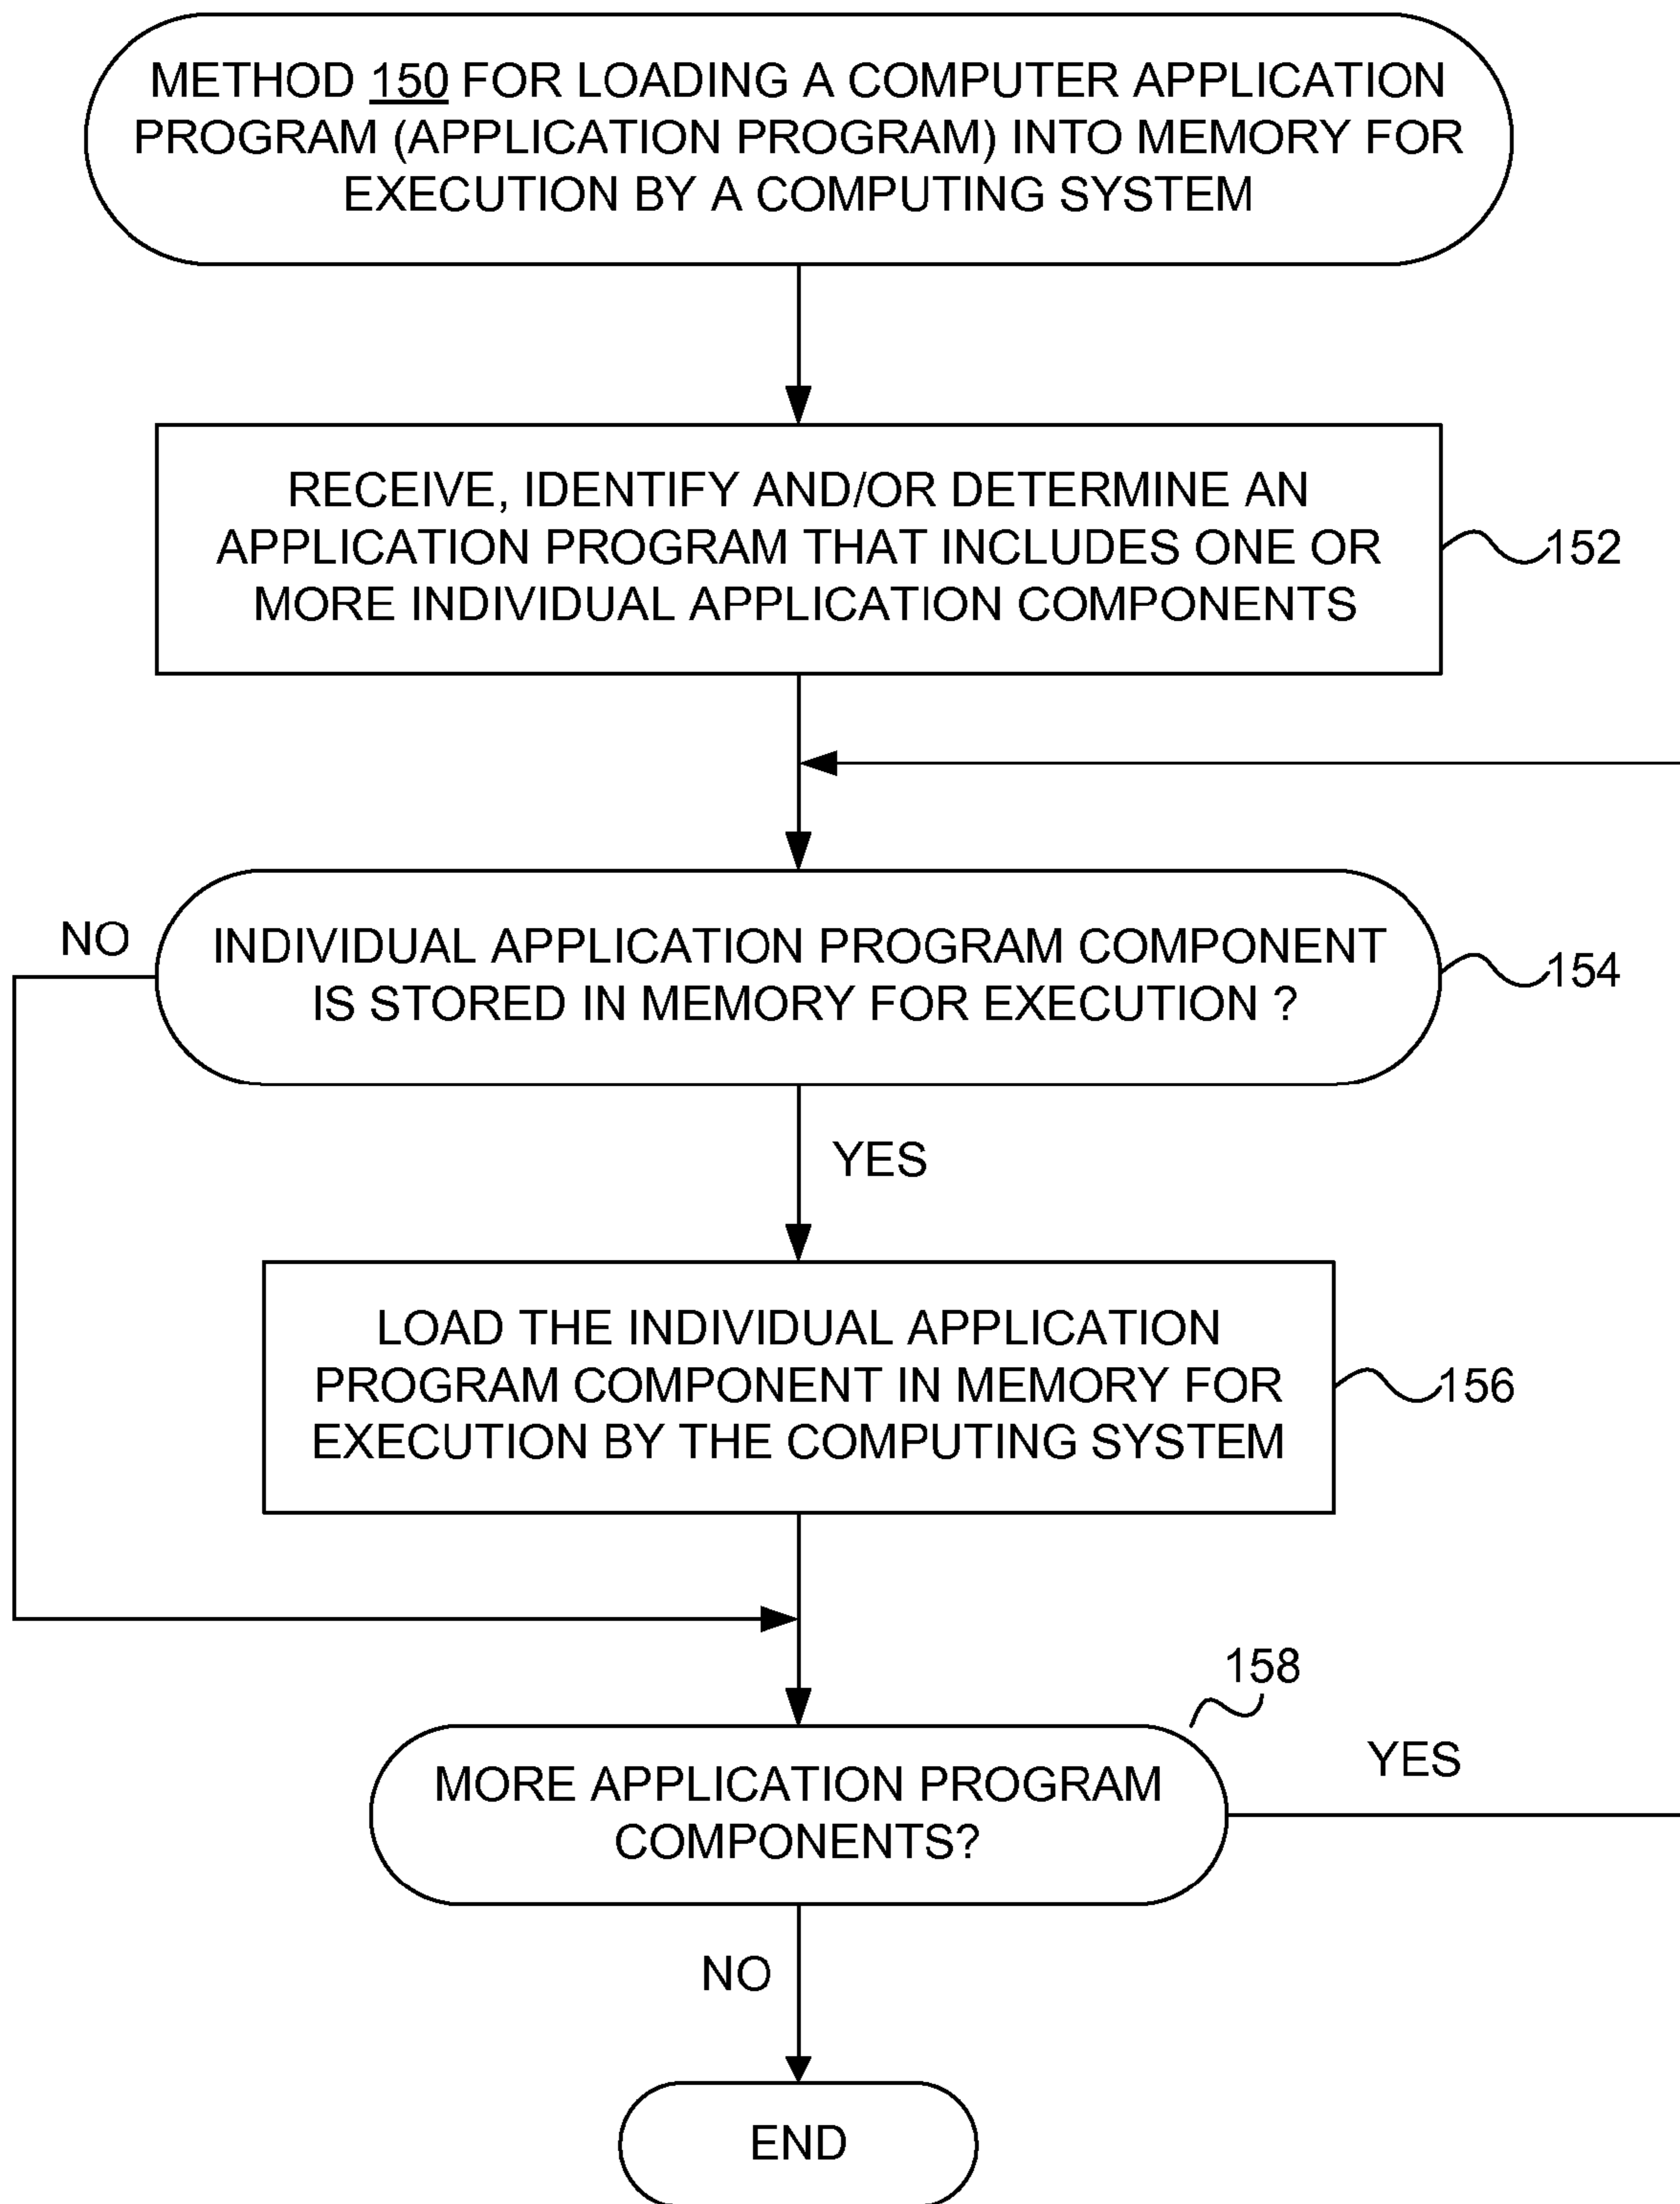 METHOD 150 FOR LOADING A COMPUTER APPLICATION
PROGRAM (APPLICATION PROGRAM) INTO MEMORY FOR
EXECUTION BY A COMPUTING SYSTEM
RECEIVE, IDENTIFY AND/OR DETERMINE AN
APPLICATION PROGRAM THAT INCLUDES ONE OR
MORE INDIVIDUAL APPLICATION COMPONENTS
152
NO
INDIVIDUAL APPLICATION PROGRAM COMPONENT
IS STORED IN MEMORY FOR EXECUTION ?
154
YES
LOAD THE INDIVIDUAL APPLICATION
PROGRAM COMPONENT IN MEMORY FOR
EXECUTION BY THE COMPUTING SYSTEM
156
158
MORE APPLICATION PROGRAM
COMPONENTS?
YES
NO
END